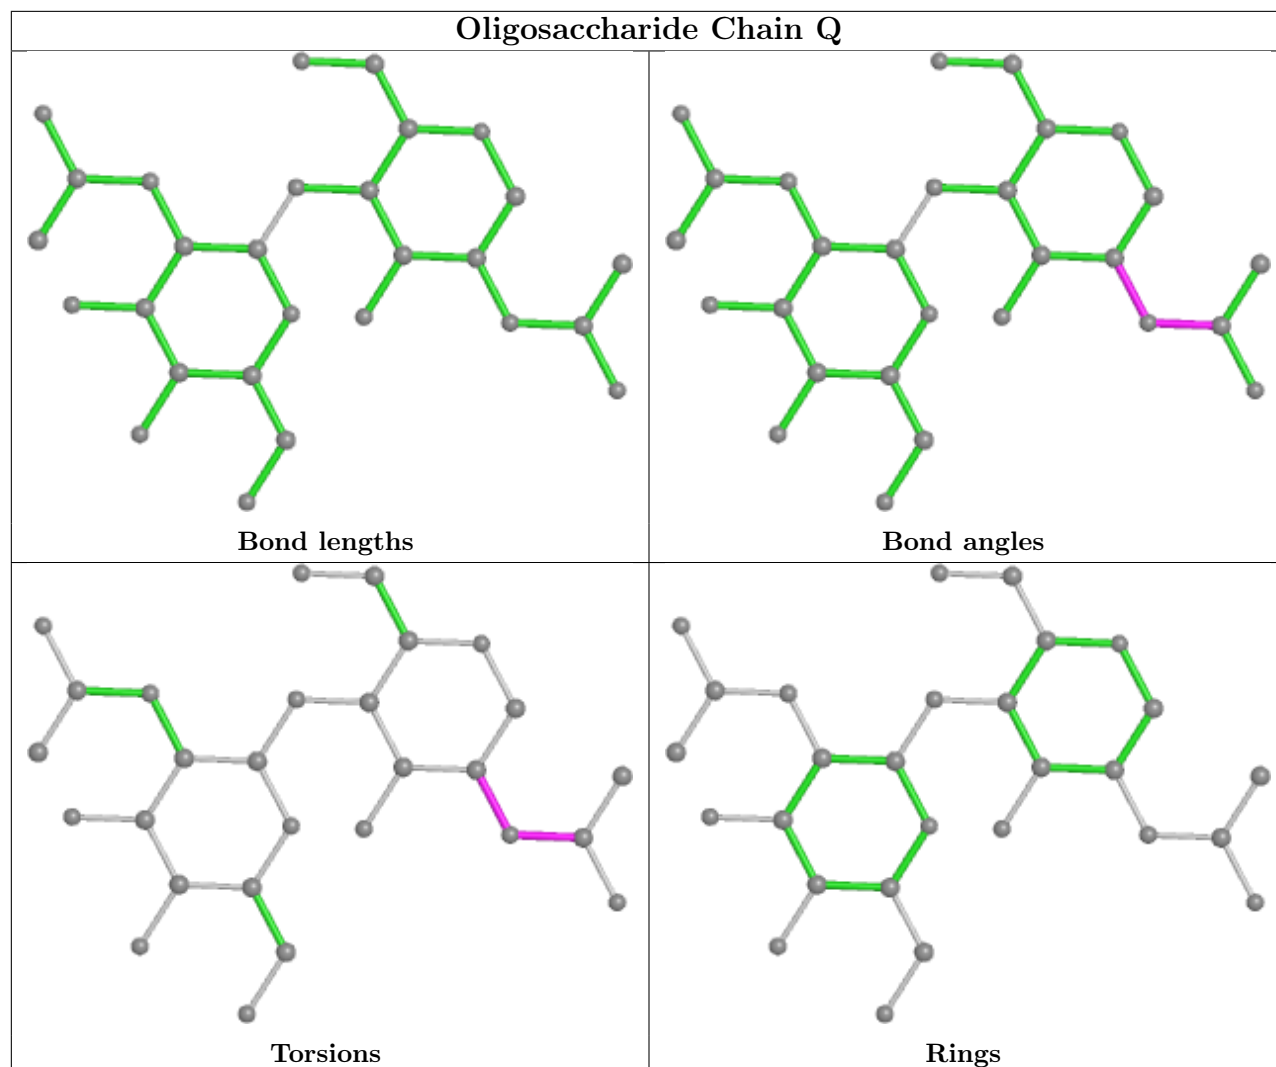 Oligosaccharide Chain Q
Bond lengths
Bond angles
Torsions
Rings